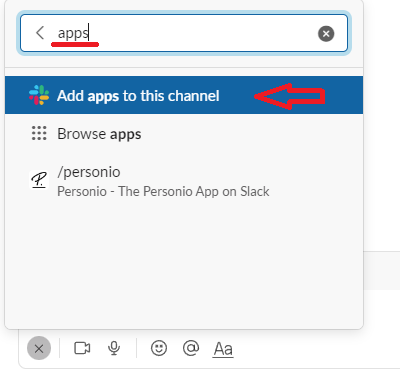 apps
Add apps to this channel
Browse apps
/personio
Personio - The Personio App on Slack
Aa